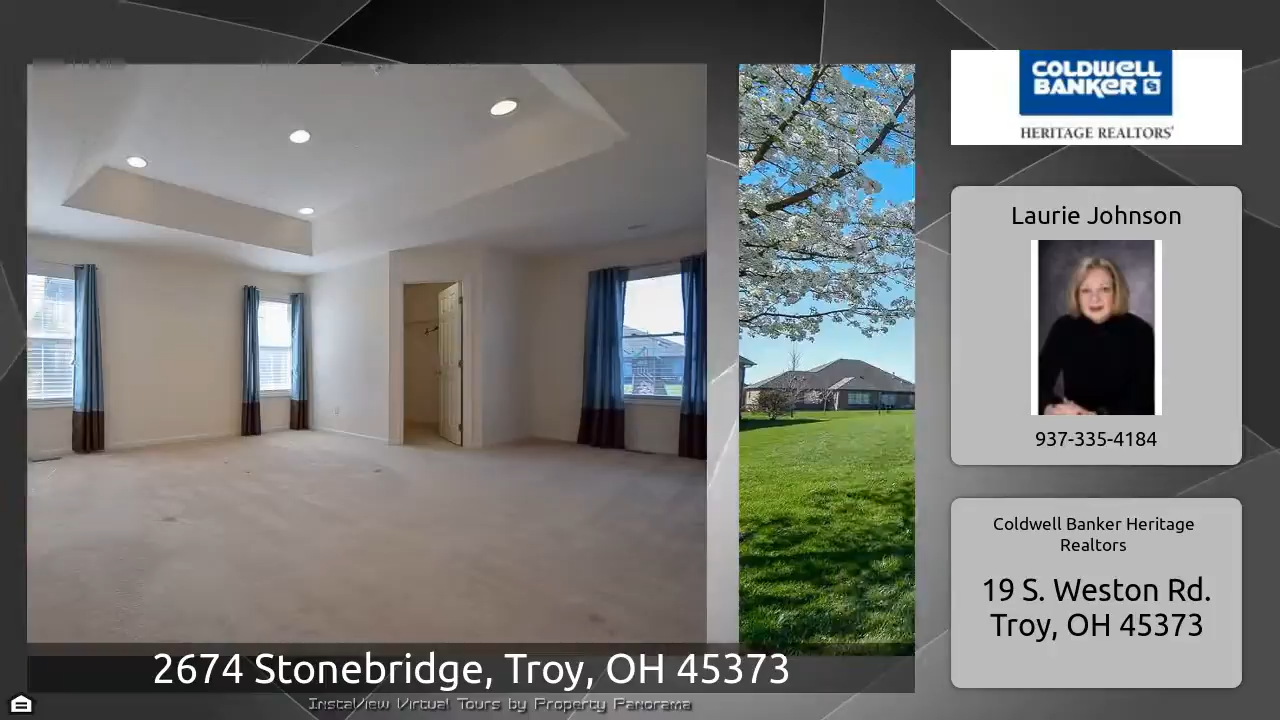 COLDWELL
BANKER
HERITAGE REALTORS'
Laurie Johnson
937-335-4184
Coldwell Banker Heritage
Realtors
19 S. Weston Rd.
Troy, OH 45373
2674 Stonebridge, Troy, OH 45373
InstaView Virtual Tours by Property Panorama